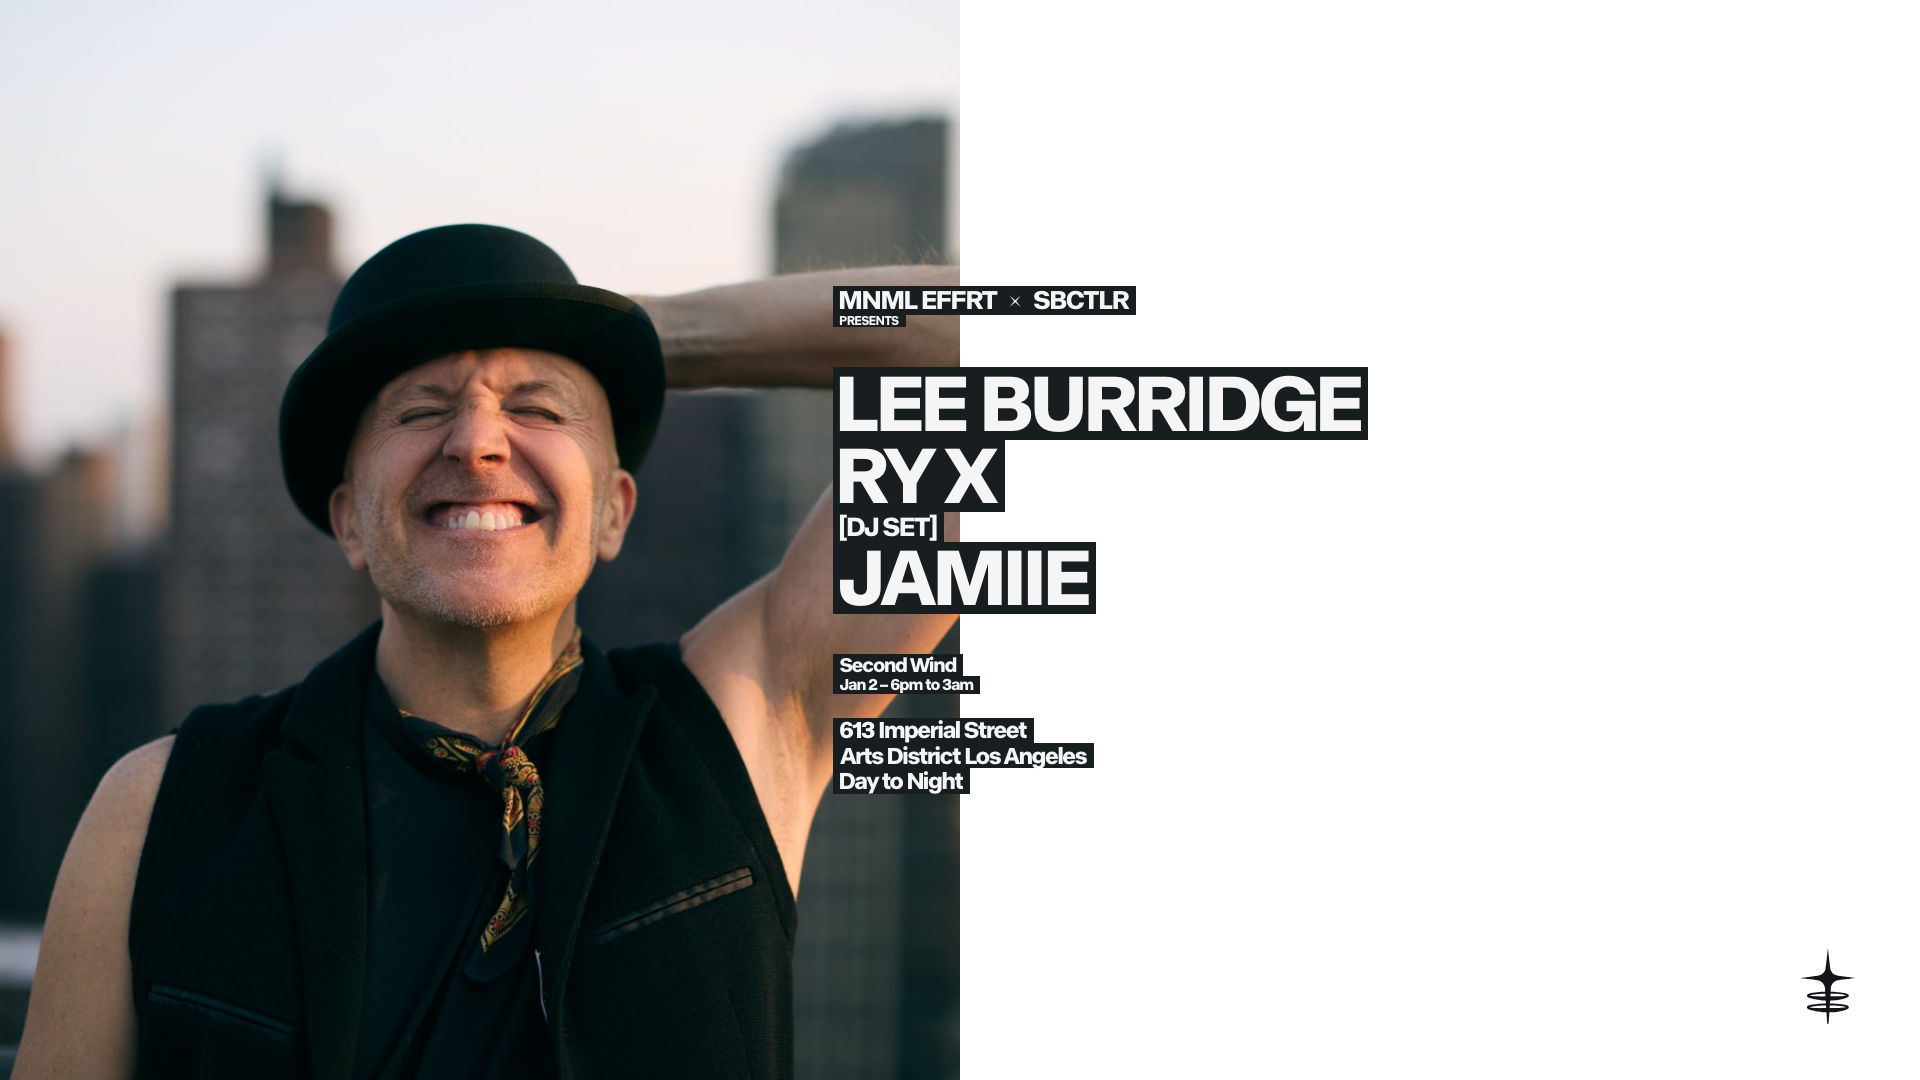 MNML EFFRT × SBCTLR
PRESENTS
LEE BURRIDGE
RY X
[DJ SET]
JAMIIE
Second Wind
Jan 2 – 6pm to 3am
613 Imperial Street
Arts District Los Angeles
Day to Night